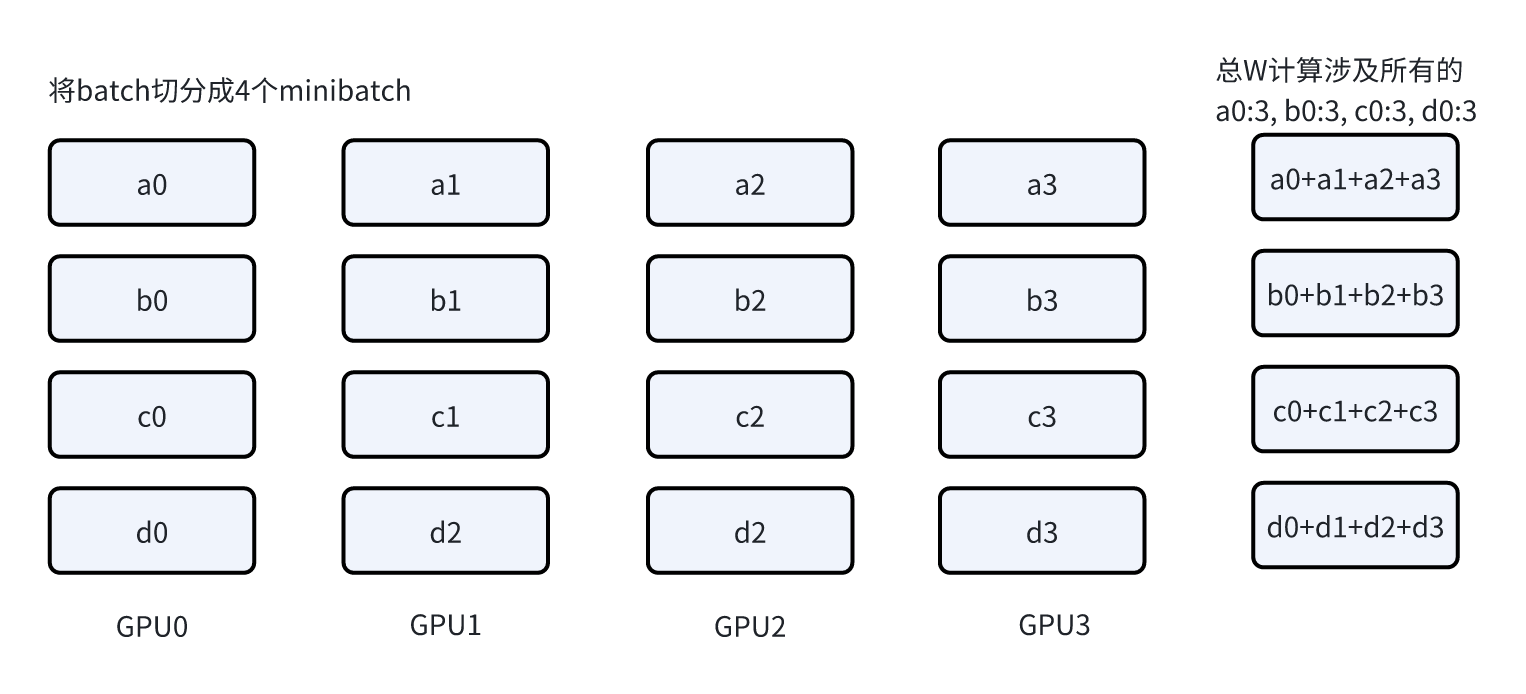 将batch切分成4个minibatch
总W计算涉及所有的
a0:3, b0:3, c0:3, d0:3
a0
a1
a2
a3
a0+a1+a2+a3
b0
b1
b2
b3
b0+b1+b2+b3
c0
c1
c2
c3
c0+c1+c2+c3
d0
d2
d2
d3
d0+d1+d2+d3
GPU0
GPU1
GPU2
GPU3